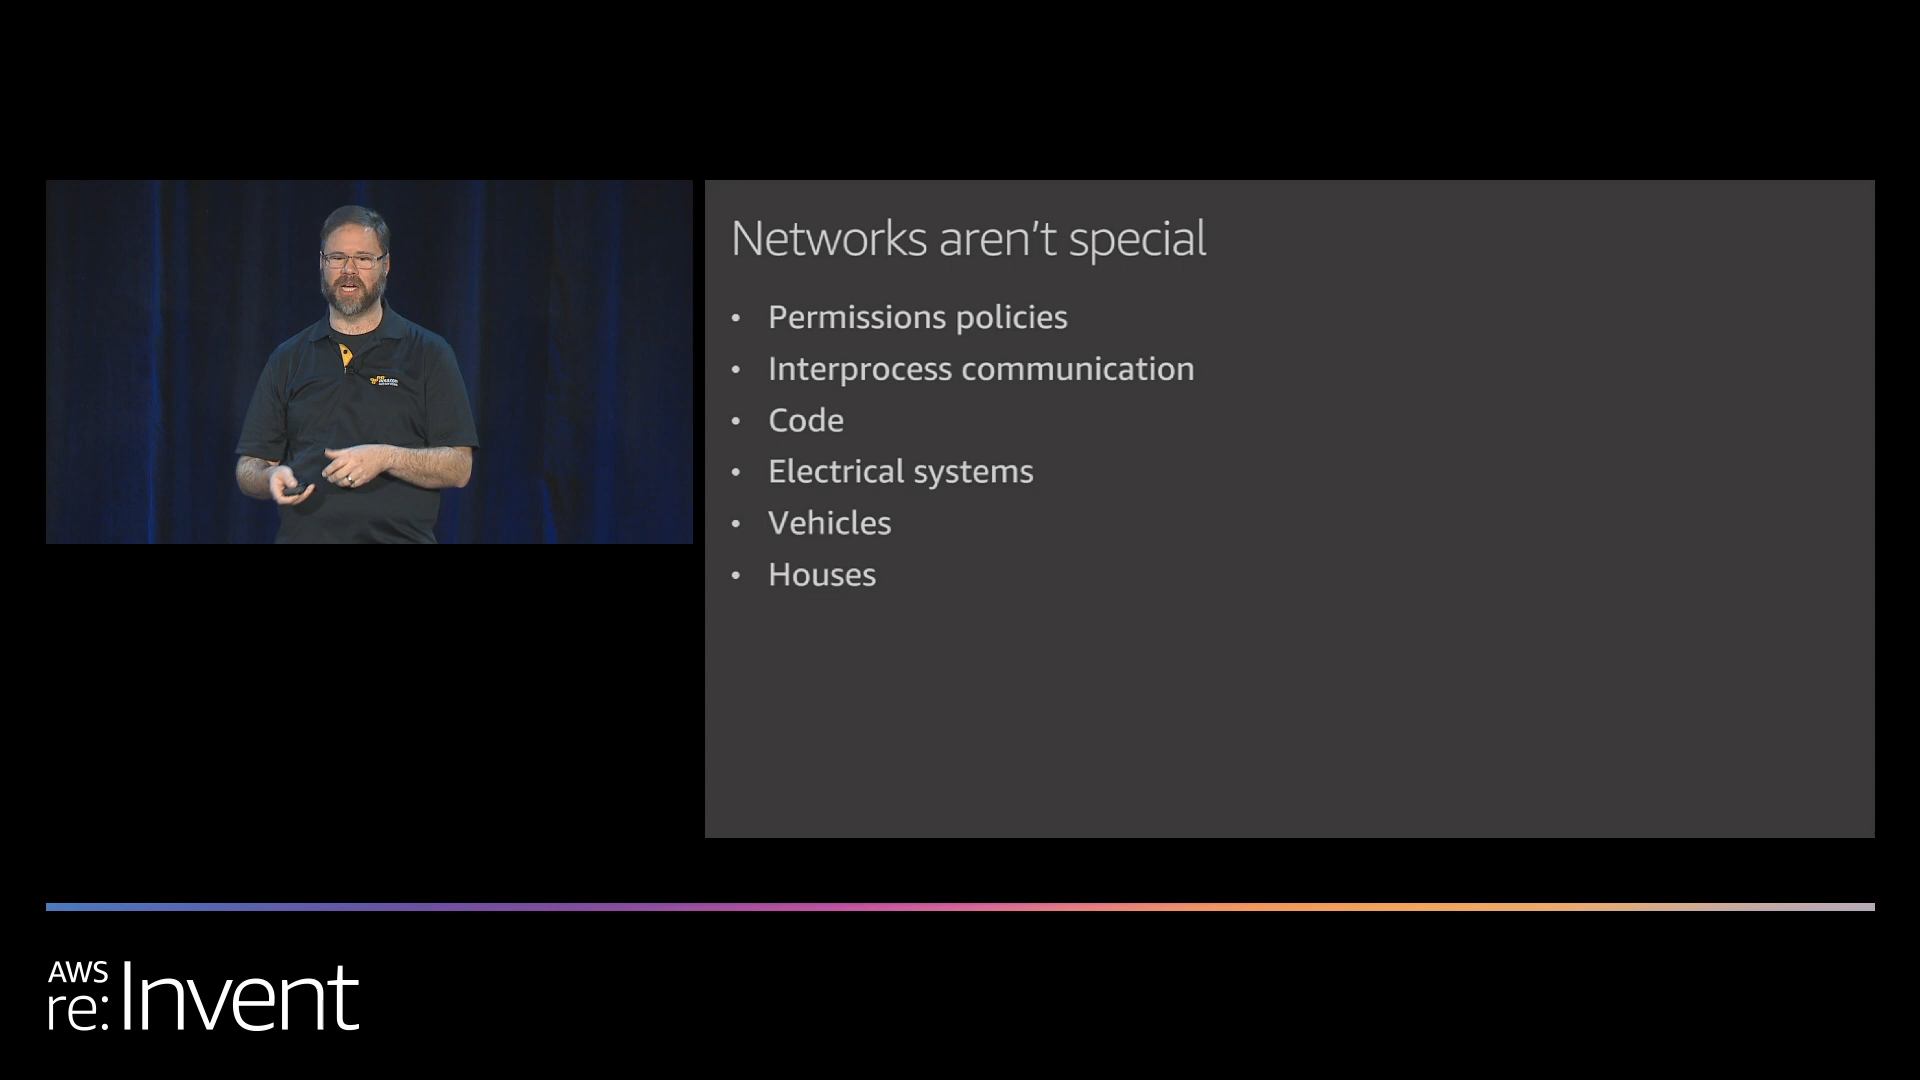 Networks aren't special
• Permissions policies
• Interprocess communication
• Code
• Electrical systems
• Vehicles
• Houses
AWS
re:Invent